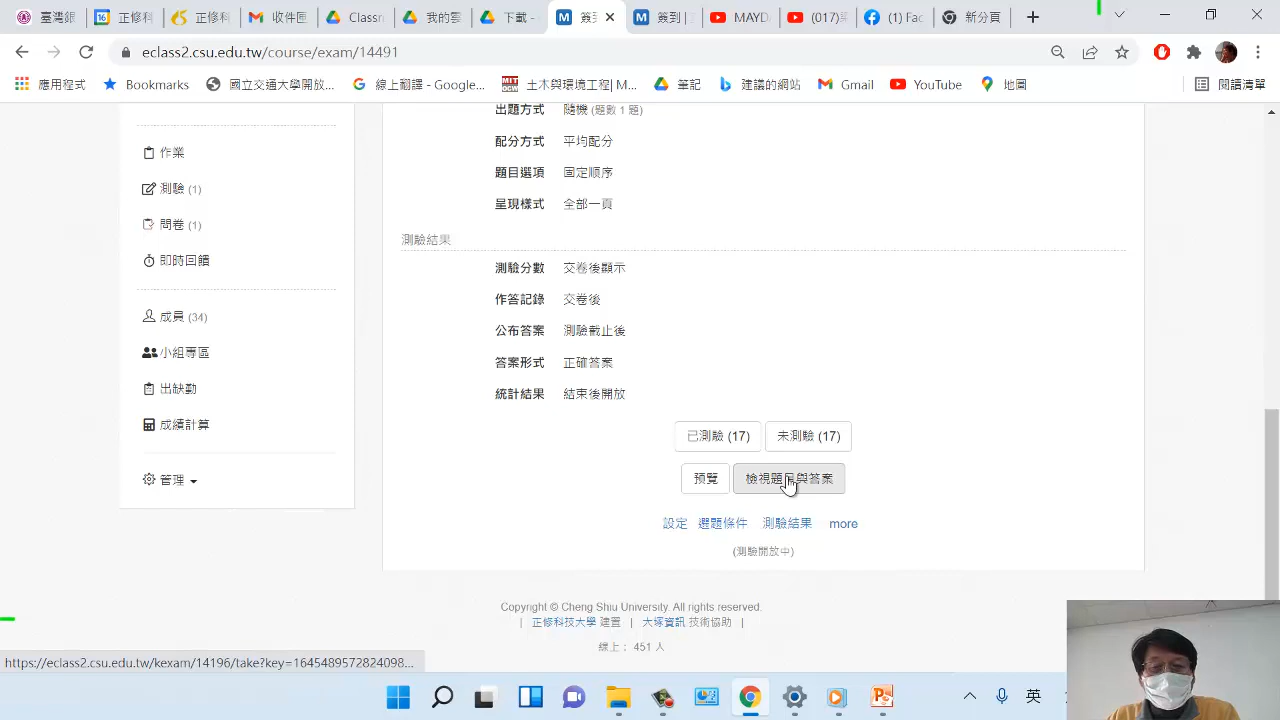 臺灣銀
正修科
正修科
收件匣
Classr
我的雲
下載 -
簽到
簽到 |
MAYD
(017)
(1) Fac
新分頁
eclass2.csu.edu.tw/course/exam/14491
應用程式
Bookmarks
國立交通大學開放...
線上翻譯 - Google...
土木與環境工程| M...
筆記
建議的網站
Gmail
YouTube
地圖
閱讀清單
作業
測驗 (1)
問卷 (1)
即時回饋
成員 (34)
小組專區
出缺勤
成績計算
管理
出題方式 隨機 (題數 1 題)
配分方式 平均配分
題目選項 固定順序
呈現樣式 全部一頁
測驗結果
測驗分數 交卷後顯示
作答記錄 交卷後
公布答案 測驗截止後
答案形式 正確答案
統計結果 結束後開放
已測驗 (17) 未測驗 (17)
預覽 檢視題目與答案
設定 選題條件 測驗結果 more
(測驗開放中)
Copyright © Cheng Shiu University. All rights reserved.
| 正修科技大學 建置 | 大塚資訊 技術協助 |
線上： 451 人
https://eclass2.csu.edu.tw/kexam/14196/take?key=1645489572824098...
英